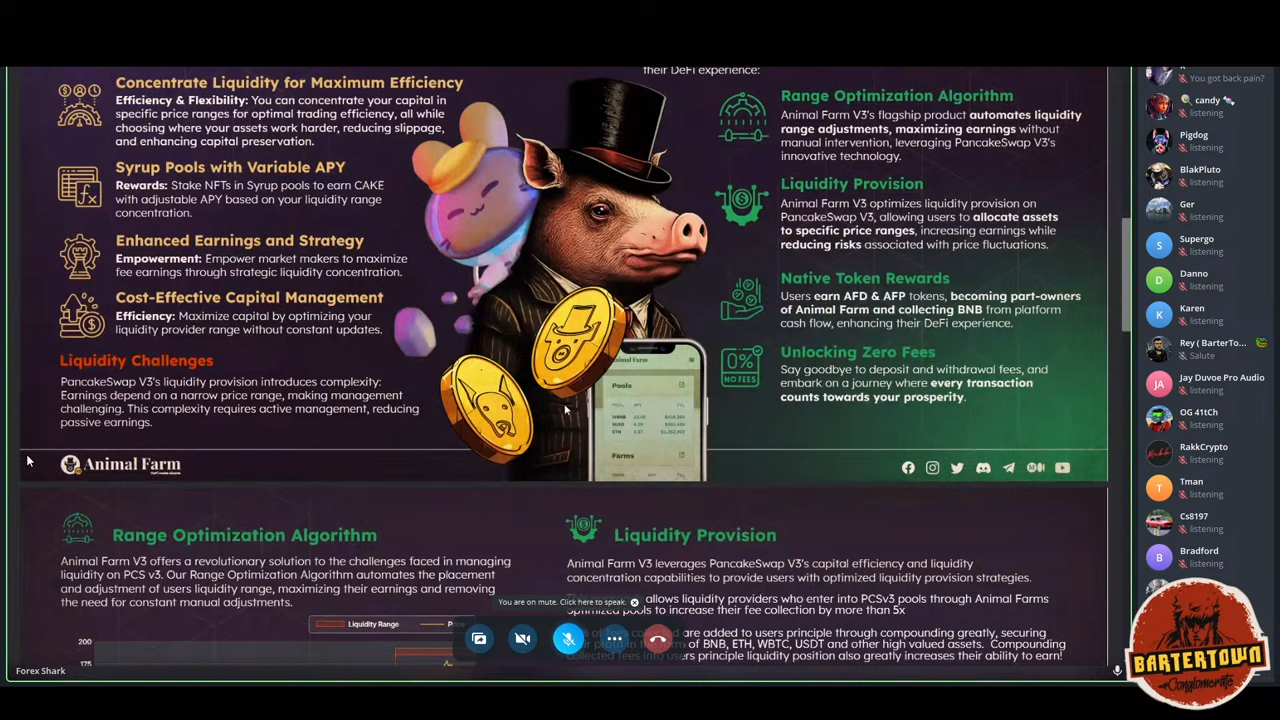 their DeFi experience:
Concentrate Liquidity for Maximum Efficiency
Efficiency & Flexibility: You can concentrate your capital in
specific price ranges for optimal trading efficiency, all while
choosing where your assets work harder, reducing slippage,
and enhancing capital preservation.
Syrup Pools with Variable APY
Rewards: Stake NFTs in Syrup pools to earn CAKE
with adjustable APY based on your liquidity range
concentration.
Enhanced Earnings and Strategy
Empowerment: Empower market makers to maximize
fee earnings through strategic liquidity concentration.
Cost-Effective Capital Management
Efficiency: Maximize capital by optimizing your
liquidity provider range without constant updates.
Liquidity Challenges
PancakeSwap V3's liquidity provision introduces complexity:
Earnings depend on a narrow price range, making management
challenging. This complexity requires active management, reducing
passive earnings.
Range Optimization Algorithm
Animal Farm V3's flagship product automates liquidity
range adjustments, maximizing earnings without
manual intervention, leveraging PancakeSwap V3's
innovative technology.
Liquidity Provision
Animal Farm V3 optimizes liquidity provision on
PancakeSwap V3, allowing users to allocate assets
to specific price ranges, increasing earnings while
reducing risks associated with price fluctuations.
Native Token Rewards
Users earn AFD & AFP tokens, becoming part-owners
of Animal Farm and collecting BNB from platform
cash flow, enhancing their DeFi experience.
0%
NO FEES
Unlocking Zero Fees
Say goodbye to deposit and withdrawal fees, and
embark on a journey where every transaction
counts towards your prosperity.
Animal Farm
Pools
Farms
Animal Farm
Range Optimization Algorithm
Animal Farm V3 offers a revolutionary solution to the challenges faced in managing
liquidity on PCS v3. Our Range Optimization Algorithm automates the placement
and adjustment of users liquidity range, maximizing their earnings and removing
the need for constant manual adjustments.
Liquidity Range
200
175
Liquidity Provision
Animal Farm V3 leverages PancakeSwap V3's capital efficiency and liquidity
concentration capabilities to provide users with optimized liquidity provision strategies.
allows liquidity providers who enter into PCSv3 pools through Animal Farms
pools to increase their fee collection by more than 5x
are added to users principle through compounding greatly, securing
of BNB, ETH, WBTC, USDT and other high valued assets. Compounding
fees into users principle liquidity position also greatly increases their ability to earn!
You are on mute. Click here to speak.
Forex Shark
You got back pain?
candy
listening
Pigdog
listening
BlakPluto
listening
Ger
listening
S
Supergo
listening
D
Danno
listening
K
Karen
listening
Rey ( BarterTo...
Salute
JA
Jay Duvoe Pro Audio
listening
OG 41tCh
listening
RakkCrypto
listening
T
Tman
listening
Cs8197
listening
B
Bradford
listening
BARTERTOWN
Conglomerate